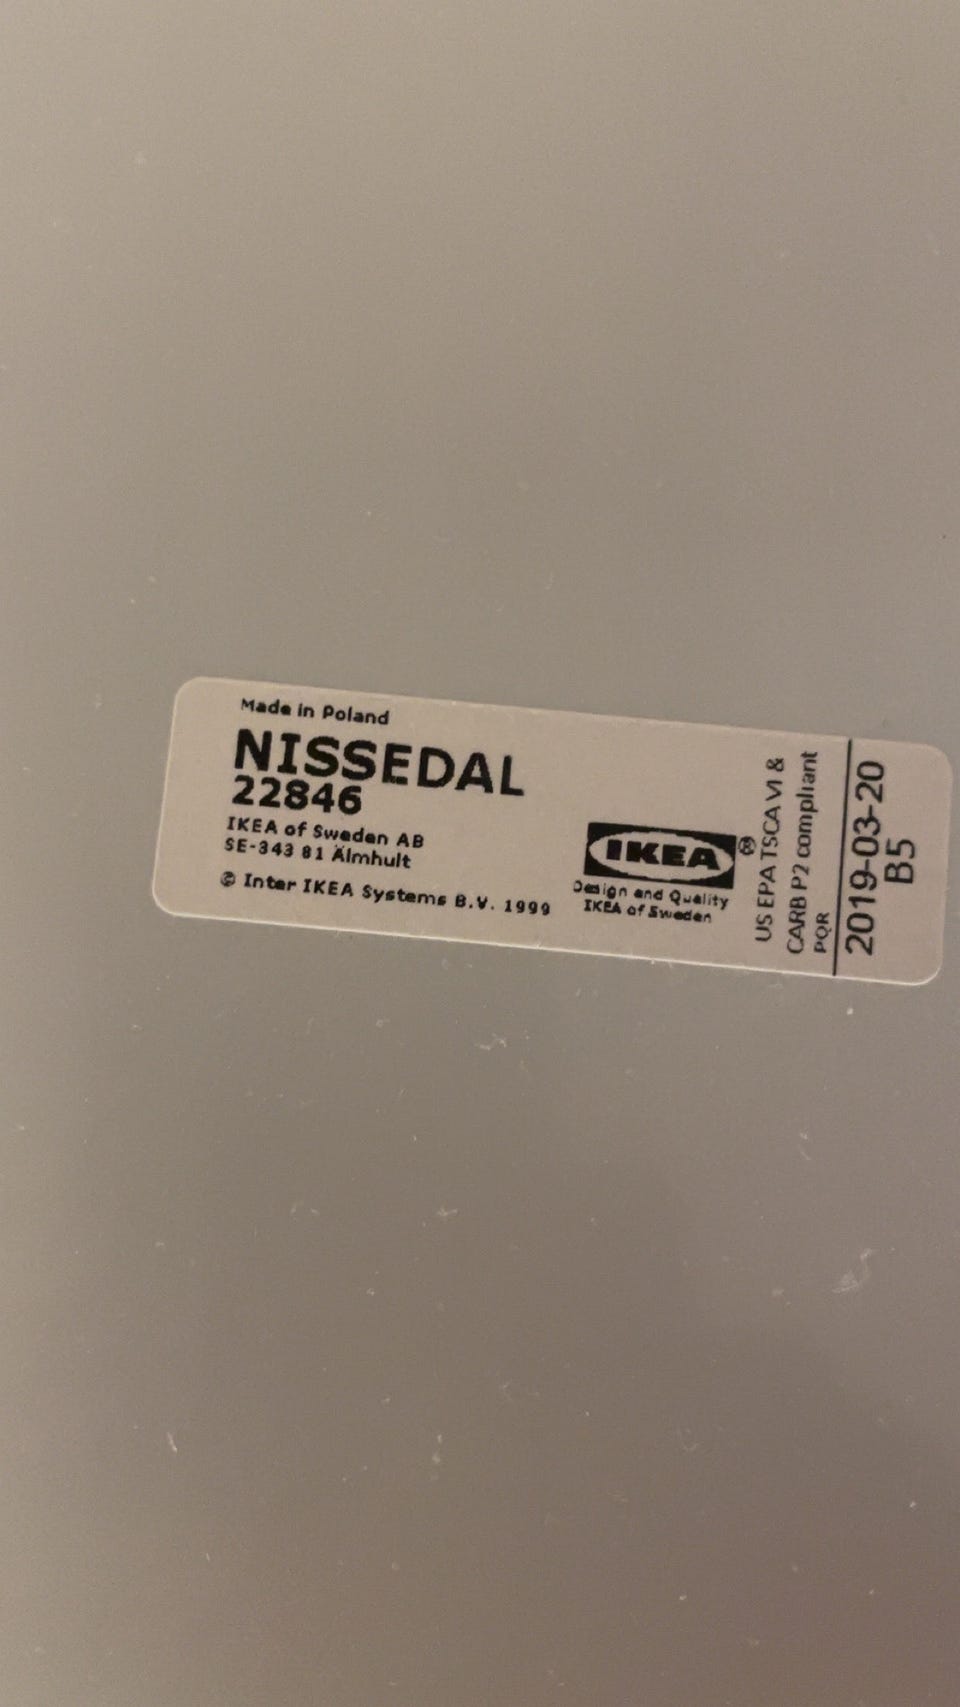 Made in Poland
NISSEDAL
22846
IKEA of Sweden AB
SE-343 81 Älmhult
© Inter IKEA Systems B.V. 1999
IKEA®
Design and Quality
IKEA of Sweden
US EPA TSCA VI &
CARB P2 compliant
PQR
2019-03-20
B5